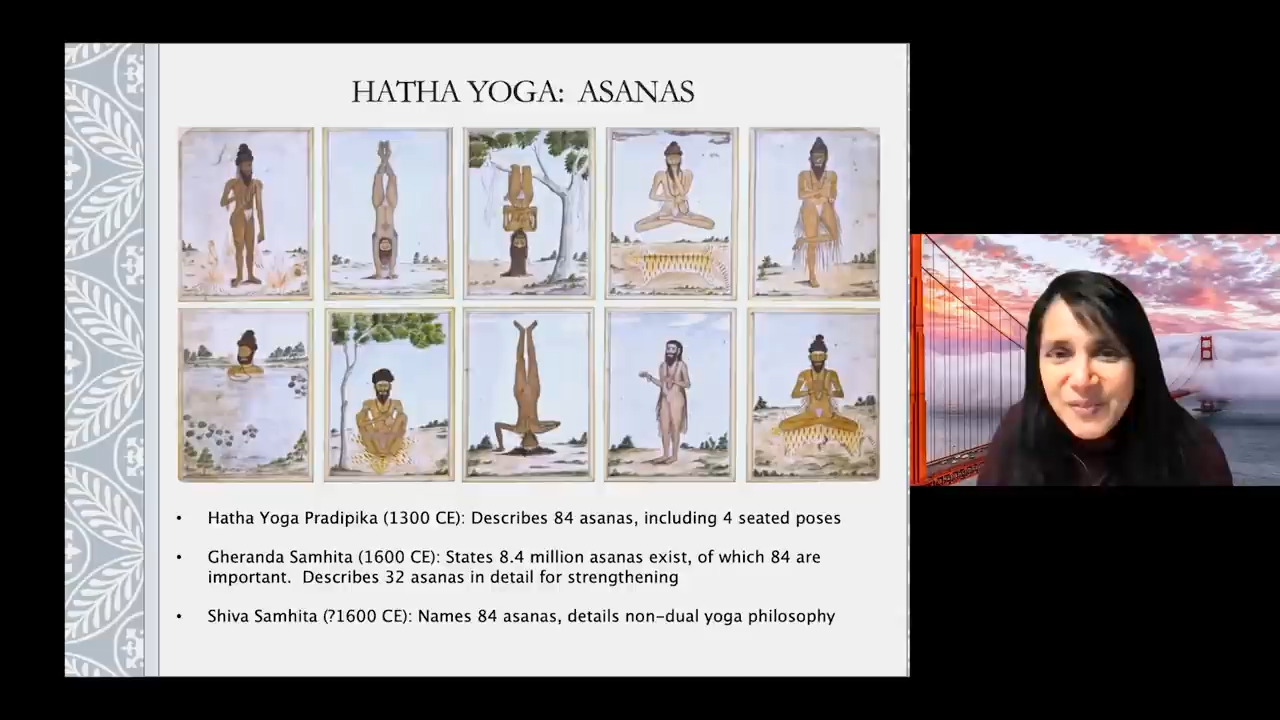 HATHA YOGA: ASANAS
• Hatha Yoga Pradipika (1300 CE): Describes 84 asanas, including 4 seated poses
• Gheranda Samhita (1600 CE): States 8.4 million asanas exist, of which 84 are
important. Describes 32 asanas in detail for strengthening
• Shiva Samhita (?1600 CE): Names 84 asanas, details non-dual yoga philosophy